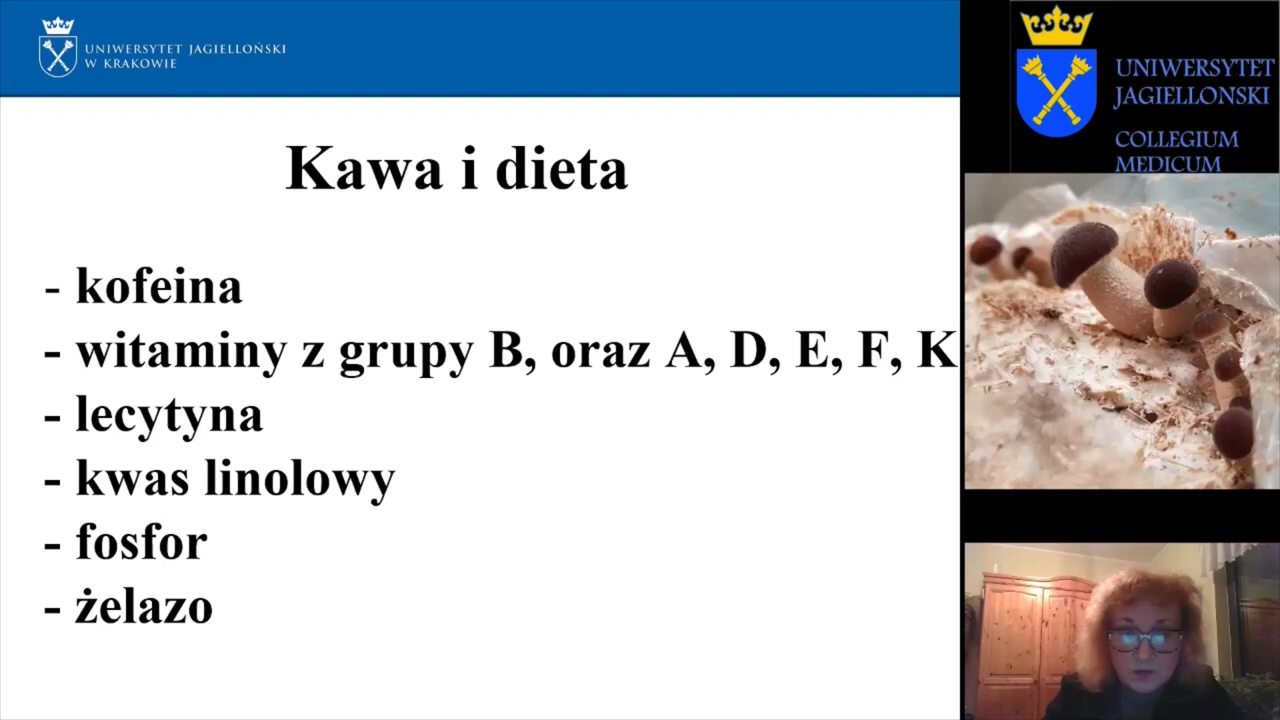 UNIWERSYTET JAGIELLOŃSKI
W KRAKOWIE
Kawa i dieta
- kofeina
- witaminy z grupy B, oraz A, D, E, F, K
- lecytyna
- kwas linolowy
- fosfor
- żelazo
UNIWERSYTET
JAGIELLONSKI
COLLEGIUM
MEDICUM